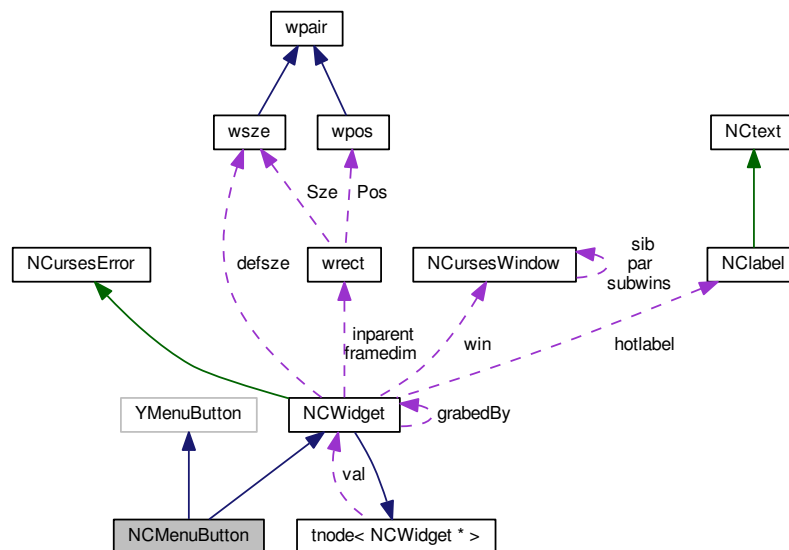 wpair
wsze
wpos
NCtext
Sze
Pos
NCursesError
defsze
wrect
NCursesWindow
sib
par
subwins
NClabel
inparent
framedim
win
hotlabel
YMenuButton
NCWidget
grabedBy
val
NCMenuButton
tnode< NCWidget * >